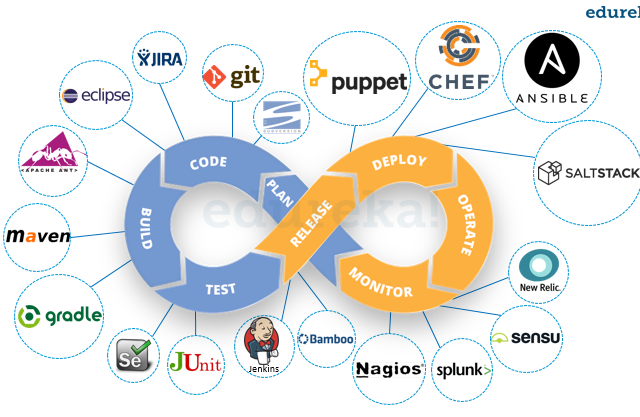 edurek
JIRA
git
puppet
CHEF
ANSIBLE
eclipse
SUBVERSION
<APACHE ANT>
CODE
PLAN
DEPLOY
SALTSTACK
edureka!
BUILD
RELEASE
OPERATE
maven
TEST
MONITOR
New Relic.
gradle
Se
JUnit
Jenkins
Bamboo
Nagios®
splunk>
sensu